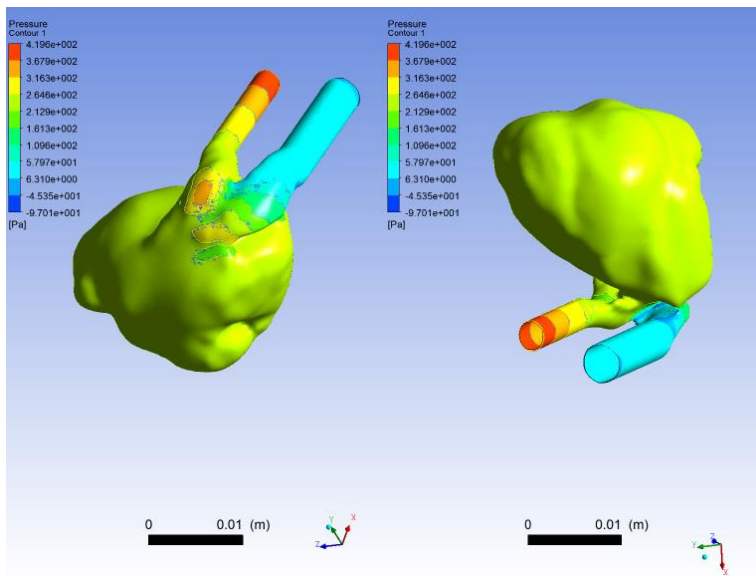 Pressure
Contour 1
4.196e+002
3.679e+002
3.163e+002
2.646e+002
2.129e+002
1.613e+002
1.096e+002
5.797e+001
6.310e+000
-4.535e+001
-9.701e+001
[Pa]
0 0.01 (m)
Y X
Z
Pressure
Contour 1
4.196e+002
3.679e+002
3.163e+002
2.646e+002
2.129e+002
1.613e+002
1.096e+002
5.797e+001
6.310e+000
-4.535e+001
-9.701e+001
[Pa]
0 0.01 (m)
Z
Y
X